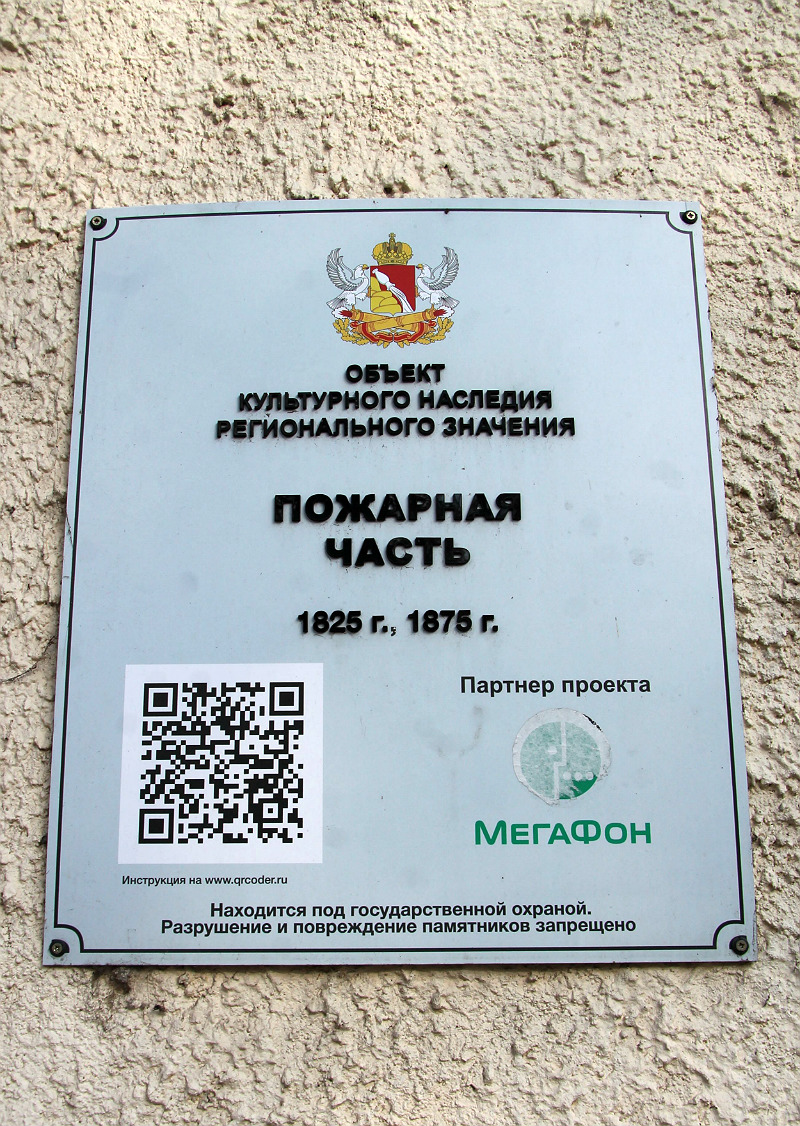 ОБЪЕКТ
КУЛЬТУРНОГО НАСЛЕДИЯ
РЕГИОНАЛЬНОГО ЗНАЧЕНИЯ
ПОЖАРНАЯ
ЧАСТЬ
1825 г., 1875 г.
Партнер проекта
МЕГАФОН
Инструкция на www.qrcoder.ru
Находится под государственной охраной.
Разрушение и повреждение памятников запрещено